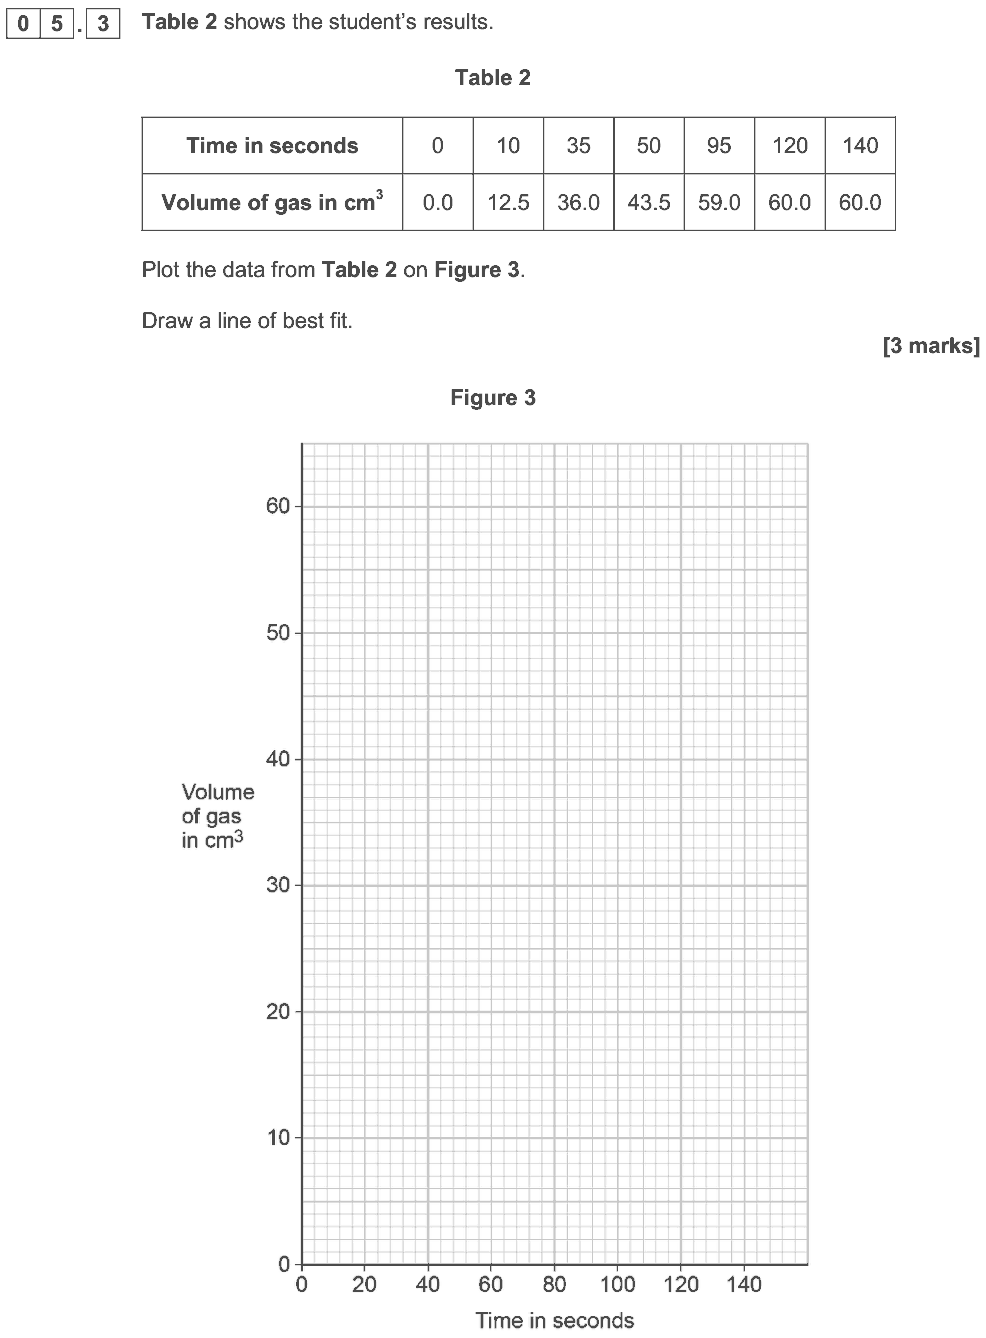 0 5 . 3 Table 2 shows the student's results.
Table 2
Time in seconds 0 10 35 50 95 120 140
Volume of gas in cm³ 0.0 12.5 36.0 43.5 59.0 60.0 60.0
Plot the data from Table 2 on Figure 3.
Draw a line of best fit.
[3 marks]
Figure 3
60
50
40
Volume
of gas
in cm³
30
20
10
0
0 20 40 60 80 100 120 140
Time in seconds